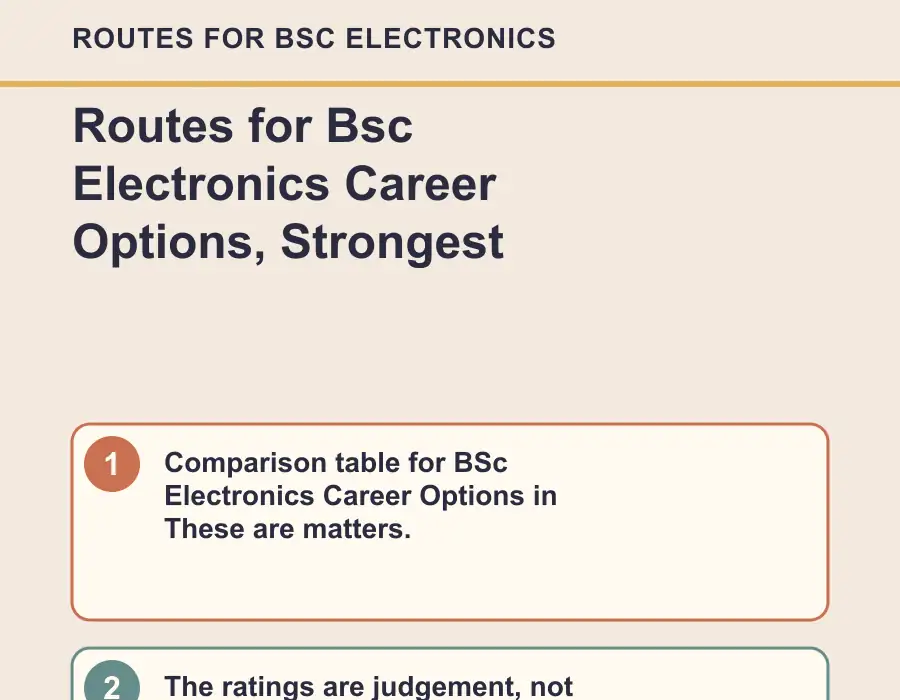 ROUTES FOR BSC ELECTRONICS
Routes for Bsc
Electronics Career
Options, Strongest
1
Comparison table for BSc
Electronics Career Options in
These are matters.
2
The ratings are judgement, not